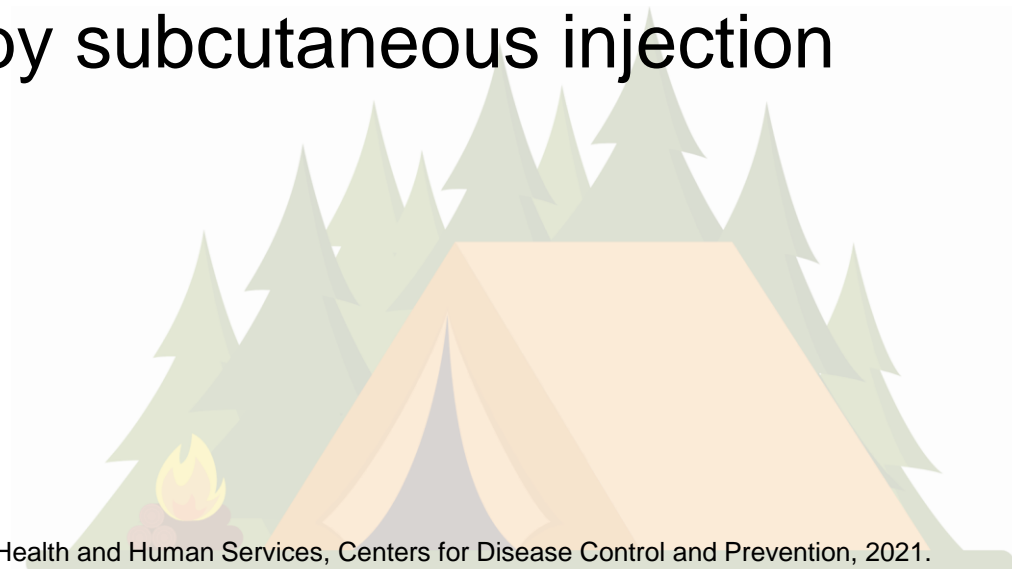 by subcutaneous injection
Health and Human Services, Centers for Disease Control and Prevention, 2021.